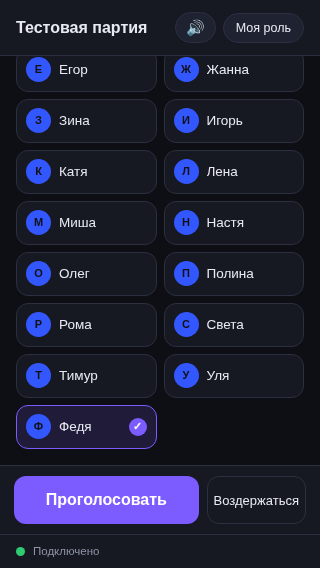 Тестовая партия Моя роль
Е Егор Ж Жанна
З Зина И Игорь
К Катя Л Лена
М Миша Н Настя
О Олег П Полина
Р Рома С Света
Т Тимур У Уля
Ф Федя
Проголосовать Воздержаться
Подключено